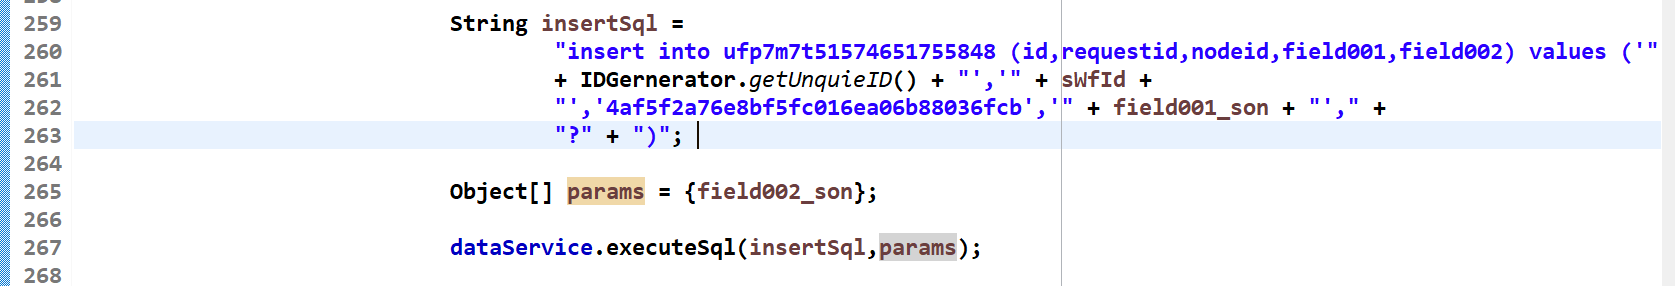 259 String insertSql =
260 "insert into ufp7m7t51574651755848 (id,requestid,nodeid,field001,field002) values ('"
261 + IDGernerator.getUnquieID() + "','" + sWfId +
262 "','4af5f2a76e8bf5fc016ea06b88036fcb','" + field001_son + "'," +
263 "?" + ")";
264
265 Object[] params = {field002_son};
266
267 dataService.executeSql(insertSql,params);
268